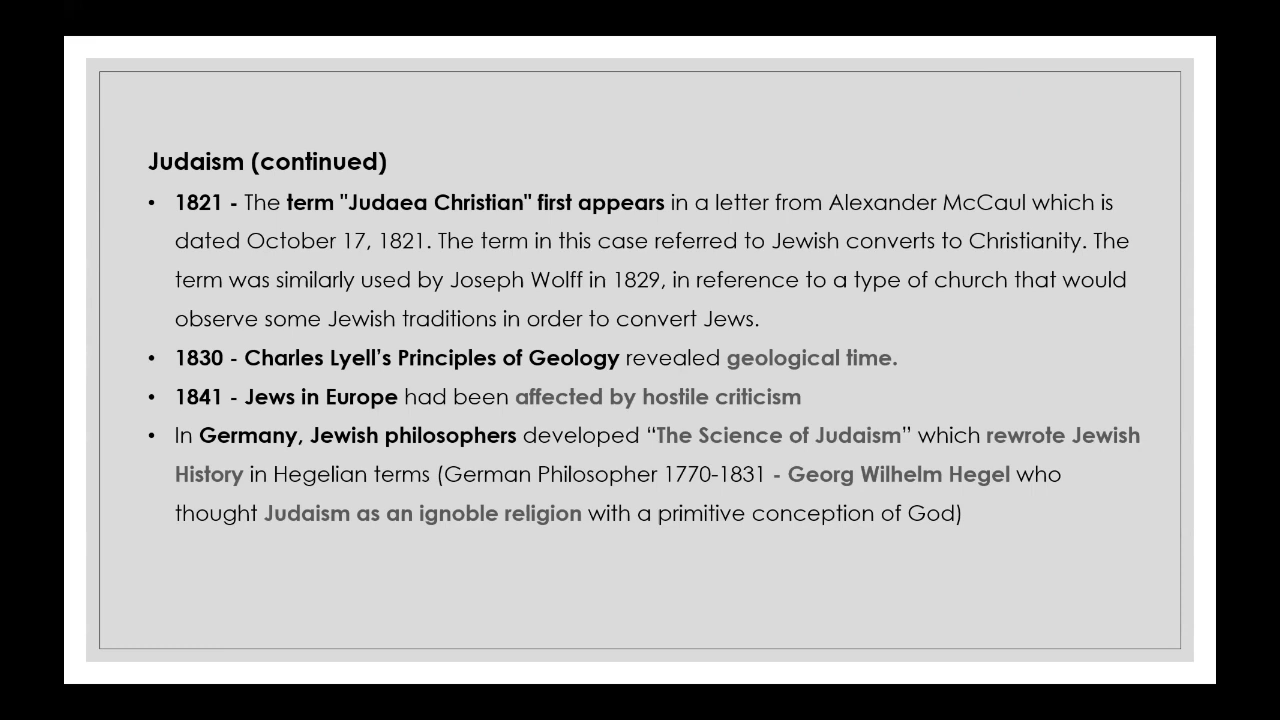 Judaism (continued)
• 1821 - The term "Judaea Christian" first appears in a letter from Alexander McCaul which is
dated October 17, 1821. The term in this case referred to Jewish converts to Christianity. The
term was similarly used by Joseph Wolff in 1829, in reference to a type of church that would
observe some Jewish traditions in order to convert Jews.
• 1830 - Charles Lyell’s Principles of Geology revealed geological time.
• 1841 - Jews in Europe had been affected by hostile criticism
• In Germany, Jewish philosophers developed “The Science of Judaism” which rewrote Jewish
History in Hegelian terms (German Philosopher 1770-1831 - Georg Wilhelm Hegel who
thought Judaism as an ignoble religion with a primitive conception of God)